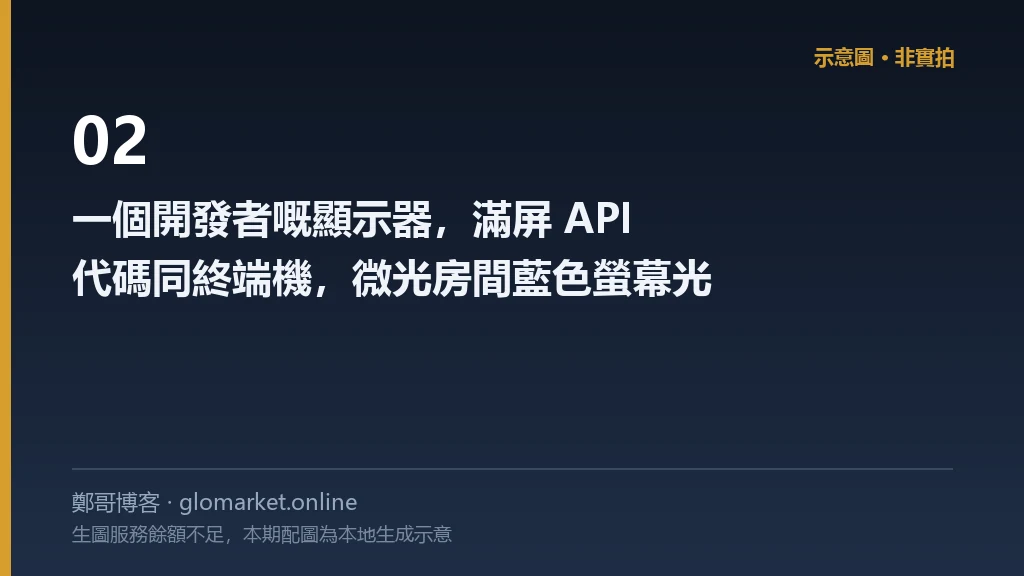 示意圖・非實拍
02
一個開發者嘅顯示器，滿屏 API
代碼同終端機，微光房間藍色螢幕光
鄭哥博客 · glomarket.online
生圖服務餘額不足，本期配圖為本地生成示意